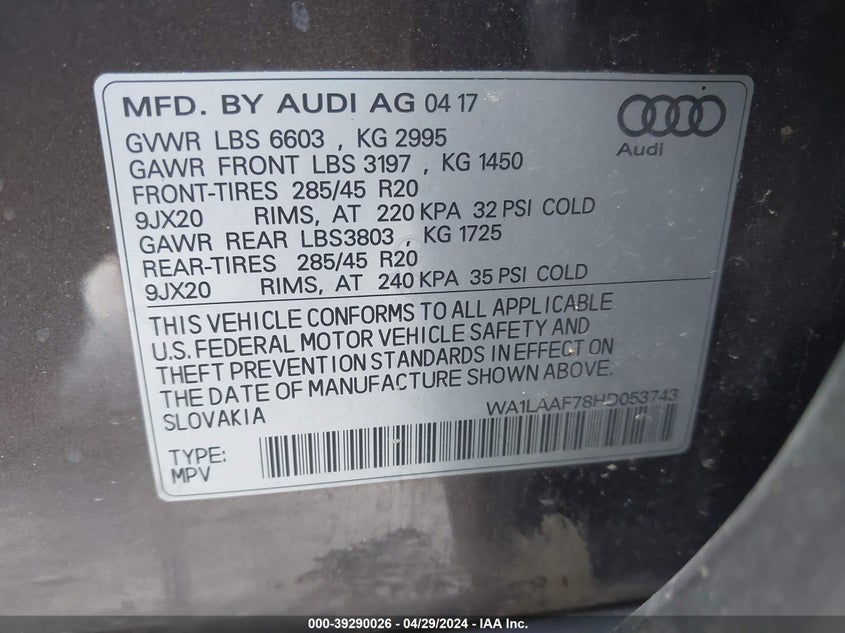 MFD. BY AUDI AG 04 17
Audi
GVWR LBS 6603 , KG 2995
GAWR FRONT LBS 3197 , KG 1450
FRONT-TIRES 285/45 R20
9JX20 RIMS, AT 220 KPA 32 PSI COLD
GAWR REAR LBS3803 , KG 1725
REAR-TIRES 285/45 R20
9JX20 RIMS, AT 240 KPA 35 PSI COLD
THIS VEHICLE CONFORMS TO ALL APPLICABLE
U.S. FEDERAL MOTOR VEHICLE SAFETY AND
THEFT PREVENTION STANDARDS IN EFFECT ON
THE DATE OF MANUFACTURE SHOWN ABOVE.
SLOVAKIA
WA1LAAF78HD053743
TYPE:
MPV
000-39290026 - 04/29/2024 - IAA Inc.